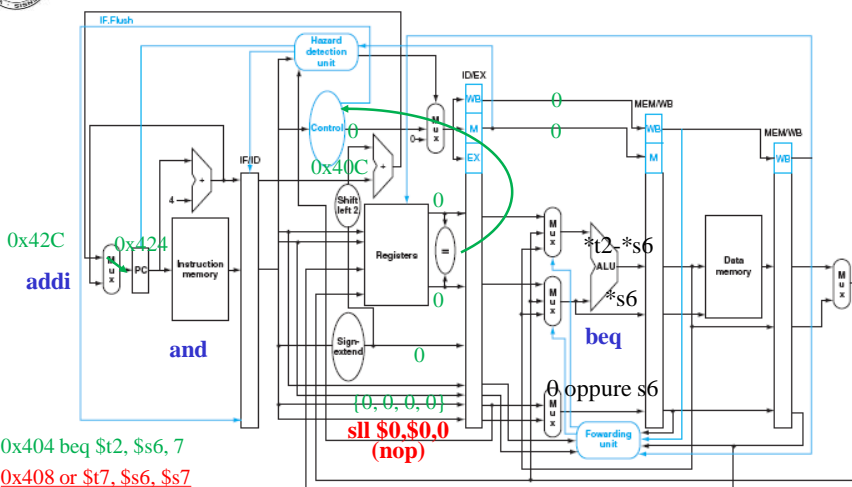 IF.Flush
Hazard
detection
unit
ID/EX
WB
0
MEM/WB
Control
0
M
u
x
0
M
0
WB
MEM/WB
EX
M
WB
IF/ID
0x40C
+
+
4
Shift
left 2
0
0x42C
0x424
M
u
x
PC
Instruction
memory
Registers
=
M
u
x
*t2-*s6
ALU
Data
memory
M
u
x
addi
0
M
u
x
*s6
and
Sign-
extend
0
beq
{0, 0, 0, 0}
0 oppure s6
M
u
x
sll $0,$0,0
(nop)
Fowarding
unit
0x404 beq $t2, $s6, 7
0x408 or $t7, $s6, $s7